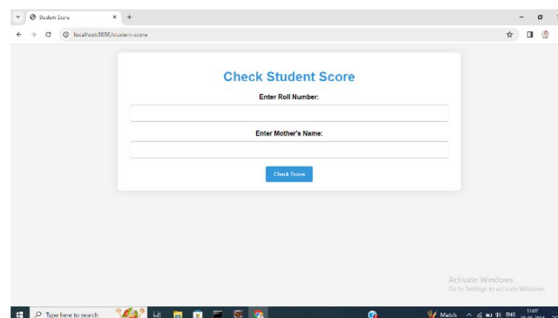 Student Score
localhost:8080/student-score
Check Student Score
Enter Roll Number:
Enter Mother's Name:
Check Score
Activate Windows
Go to Settings to activate Windows.
Type here to search
Match
ENG